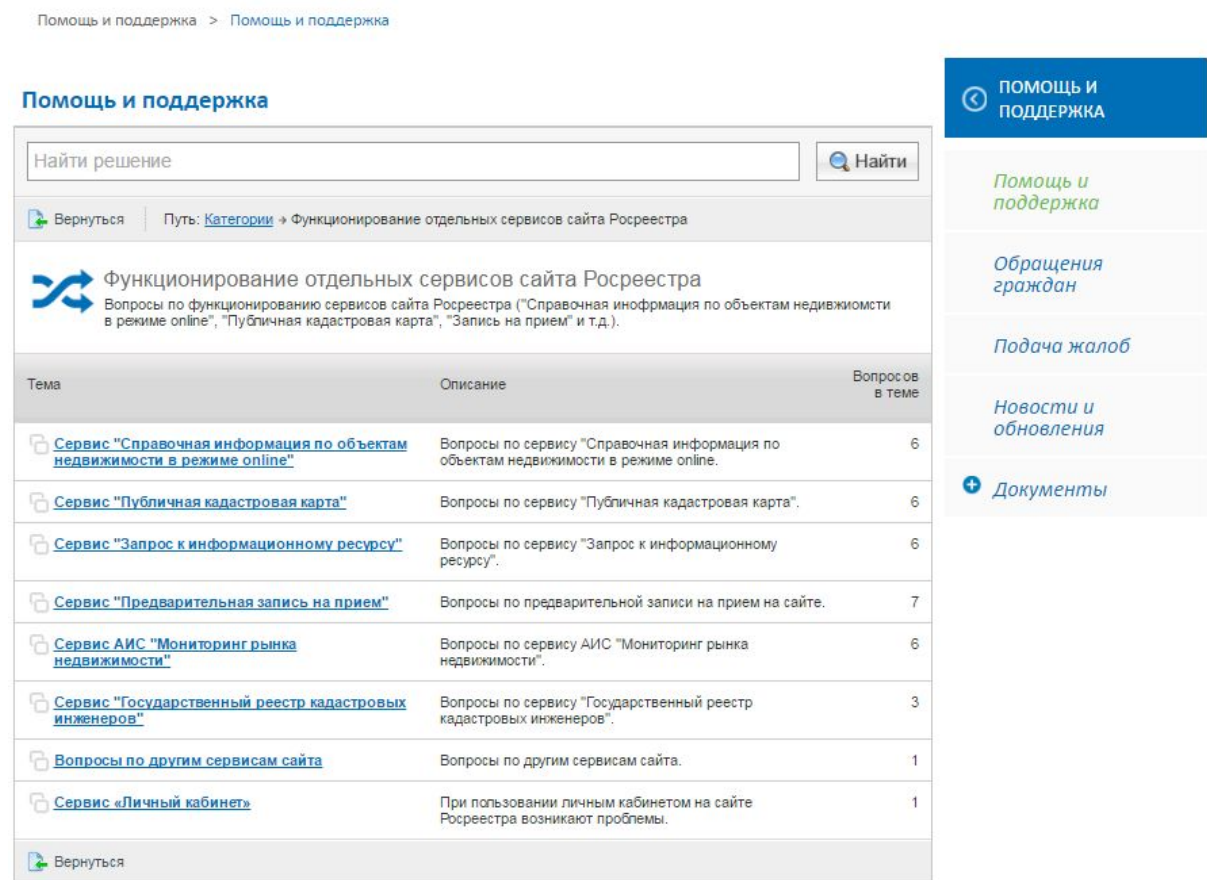 Помощь и поддержка > Помощь и поддержка
Помощь и поддержка
Найти решение
Найти
Вернуться
Путь: Категории → Функционирование отдельных сервисов сайта Росреестра
Функционирование отдельных сервисов сайта Росреестра
Вопросы по функционированию сервисов сайта Росреестра ("Справочная инофрмация по объектам недивжиомсти
в режиме online", "Публичная кадастровая карта", "Запись на прием" и т.д.).
Тема
Описание
Вопросов
в теме
Сервис "Справочная информация по объектам
недвижимости в режиме online"
Вопросы по сервису "Справочная информация по
объектам недвижимости в режиме online.
6
Сервис "Публичная кадастровая карта"
Вопросы по сервису "Публичная кадастровая карта".
6
Сервис "Запрос к информационному ресурсу"
Вопросы по сервису "Запрос к информационному
ресурсу".
6
Сервис "Предварительная запись на прием"
Вопросы по предварительной записи на прием на сайте.
7
Сервис АИС "Мониторинг рынка
недвижимости"
Вопросы по сервису АИС "Мониторинг рынка
недвижимости".
6
Сервис "Государственный реестр кадастровых
инженеров"
Вопросы по сервису "Государственный реестр
кадастровых инженеров".
3
Вопросы по другим сервисам сайта
Вопросы по другим сервисам сайта.
1
Сервис «Личный кабинет»
При пользовании личным кабинетом на сайте
Росреестра возникают проблемы.
1
Вернуться
ПОМОЩЬ И
ПОДДЕРЖКА
Помощь и
поддержка
Обращения
граждан
Подача жалоб
Новости и
обновления
Документы